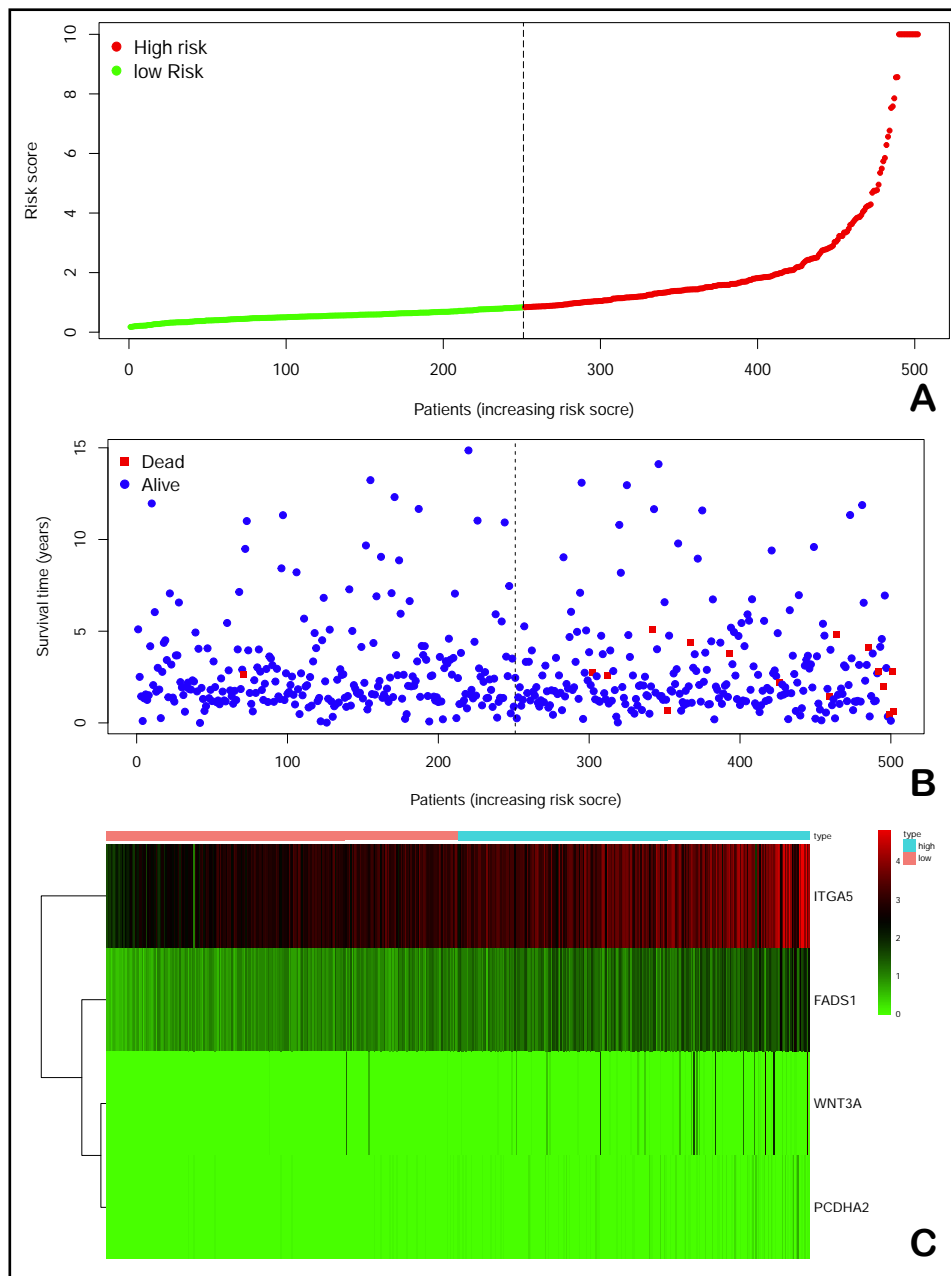 High risk
low Risk
Risk score
0
2
4
6
8
10
0 100 200 300 400 500
Patients (increasing risk socre)
A
Dead
Alive
Survival time (years)
0
5
10
15
0 100 200 300 400 500
Patients (increasing risk socre)
B
type
type
high
low
4
3
2
1
0
ITGA5
FADS1
WNT3A
PCDHA2
C